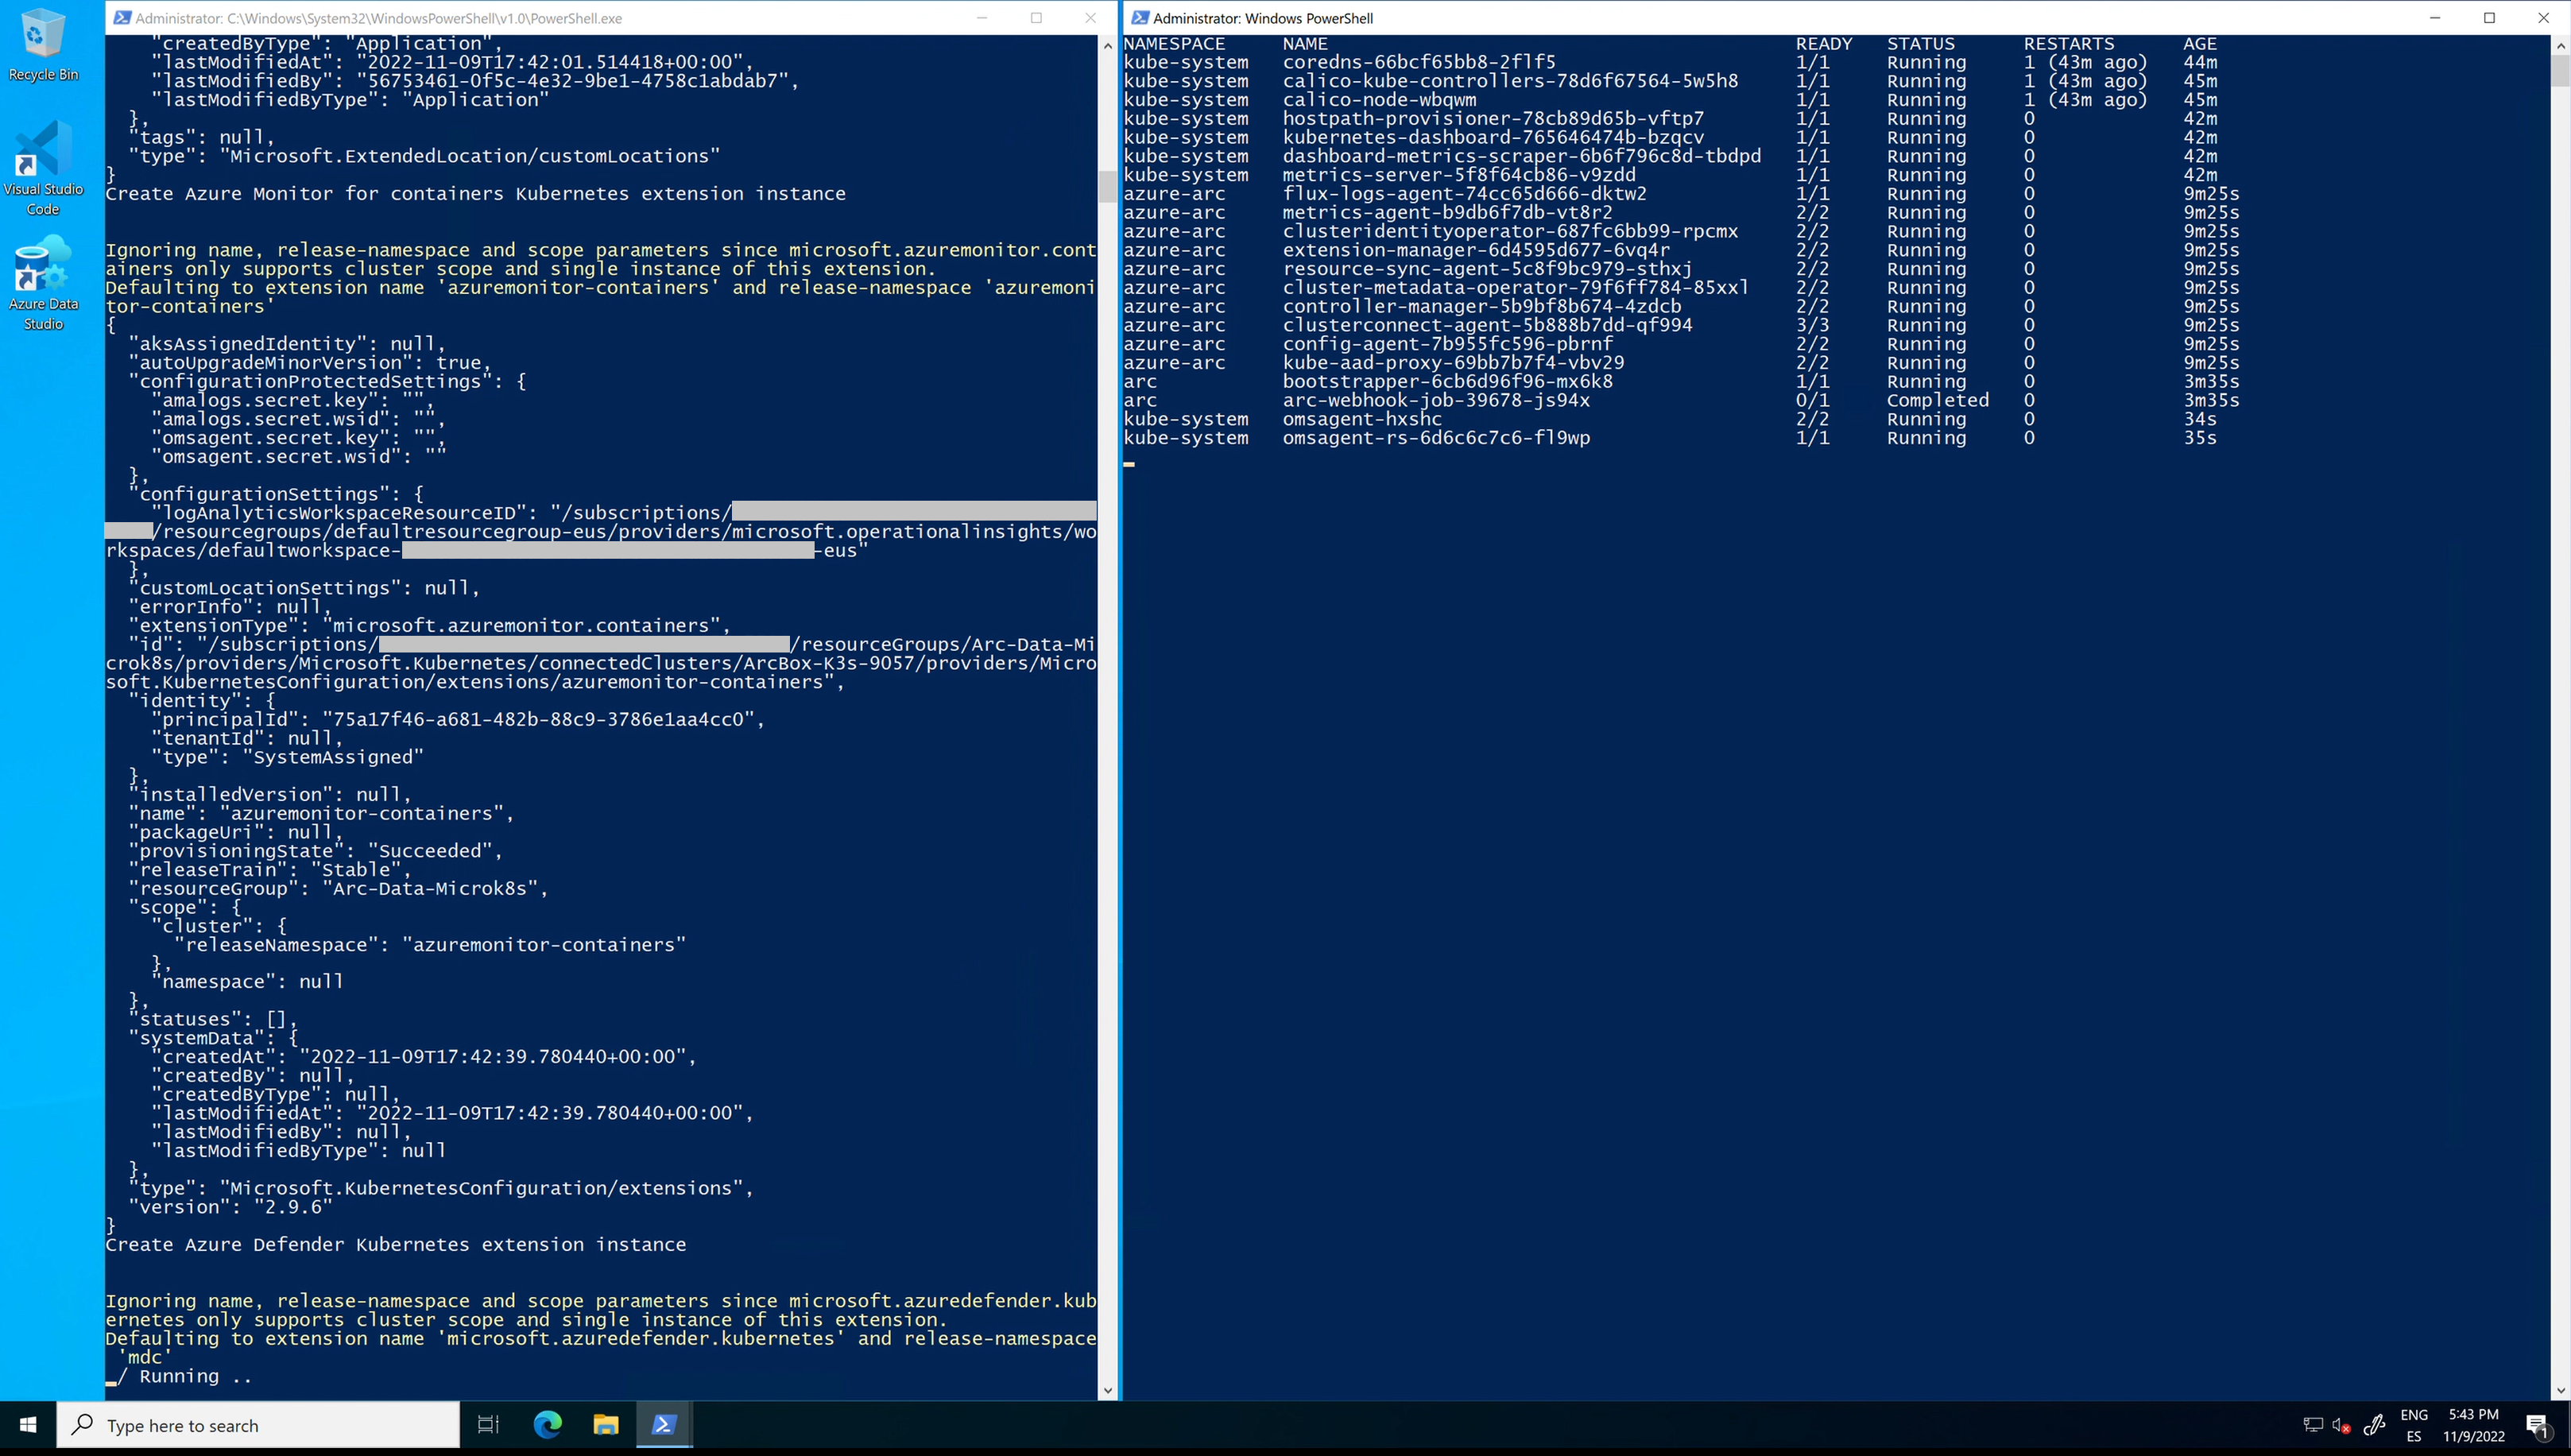 Recycle Bin
Visual Studio
Code
Azure Data
Studio
Administrator: C:\Windows\System32\WindowsPowerShell\v1.0\PowerShell.exe
"createdByType": "Application",
"lastModifiedAt": "2022-11-09T17:42:01.514418+00:00",
"lastModifiedBy": "56753461-0f5c-4e32-9be1-4758c1abdab7",
"lastModifiedByType": "Application"
},
"tags": null,
"type": "Microsoft.ExtendedLocation/customLocations"
}
Create Azure Monitor for containers Kubernetes extension instance
Ignoring name, release-namespace and scope parameters since microsoft.azuremonitor.cont
ainers only supports cluster scope and single instance of this extension.
Defaulting to extension name 'azuremonitor-containers' and release-namespace 'azuremoni
tor-containers'
{
"aksAssignedIdentity": null,
"autoUpgradeMinorVersion": true,
"configurationProtectedSettings": {
"amalogs.secret.key": "",
"amalogs.secret.wsid": "",
"omsagent.secret.key": "",
"omsagent.secret.wsid": ""
},
"configurationSettings": {
"logAnalyticsWorkspaceResourceID": "/subscriptions/
/resourcegroups/defaultresourcegroup-eus/providers/microsoft.operationalinsights/wo
rkspaces/defaultworkspace- -eus"
},
"customLocationSettings": null,
"errorInfo": null,
"extensionType": "microsoft.azuremonitor.containers",
"id": "/subscriptions/ /resourceGroups/Arc-Data-Mi
crok8s/providers/Microsoft.Kubernetes/connectedClusters/ArcBox-K3s-9057/providers/Micro
soft.KubernetesConfiguration/extensions/azuremonitor-containers",
"identity": {
"principalId": "75a17f46-a681-482b-88c9-3786e1aa4cc0",
"tenantId": null,
"type": "SystemAssigned"
},
"installedVersion": null,
"name": "azuremonitor-containers",
"packageUri": null,
"provisioningState": "Succeeded",
"releaseTrain": "Stable",
"resourceGroup": "Arc-Data-Microk8s",
"scope": {
"cluster": {
"releaseNamespace": "azuremonitor-containers"
},
"namespace": null
},
"statuses": [],
"systemData": {
"createdAt": "2022-11-09T17:42:39.780440+00:00",
"createdBy": null,
"createdByType": null,
"lastModifiedAt": "2022-11-09T17:42:39.780440+00:00",
"lastModifiedBy": null,
"lastModifiedByType": null
},
"type": "Microsoft.KubernetesConfiguration/extensions",
"version": "2.9.6"
}
Create Azure Defender Kubernetes extension instance
Ignoring name, release-namespace and scope parameters since microsoft.azuredefender.kub
ernetes only supports cluster scope and single instance of this extension.
Defaulting to extension name 'microsoft.azuredefender.kubernetes' and release-namespace
'mdc'
_/ Running ..
Administrator: Windows PowerShell
NAMESPACE NAME READY STATUS RESTARTS AGE
kube-system coredns-66bcf65bb8-2flf5 1/1 Running 1 (43m ago) 44m
kube-system calico-kube-controllers-78d6f67564-5w5h8 1/1 Running 1 (43m ago) 45m
kube-system calico-node-wbqwm 1/1 Running 1 (43m ago) 45m
kube-system hostpath-provisioner-78cb89d65b-vftp7 1/1 Running 0 42m
kube-system kubernetes-dashboard-765646474b-bzqcv 1/1 Running 0 42m
kube-system dashboard-metrics-scraper-6b6f796c8d-tbdpd 1/1 Running 0 42m
kube-system metrics-server-5f8f64cb86-v9zdd 1/1 Running 0 42m
azure-arc flux-logs-agent-74cc65d666-dktw2 1/1 Running 0 9m25s
azure-arc metrics-agent-b9db6f7db-vt8r2 2/2 Running 0 9m25s
azure-arc clusteridentityoperator-687fc6bb99-rpcmx 2/2 Running 0 9m25s
azure-arc extension-manager-6d4595d677-6vq4r 2/2 Running 0 9m25s
azure-arc resource-sync-agent-5c8f9bc979-sthxj 2/2 Running 0 9m25s
azure-arc cluster-metadata-operator-79f6ff784-85xxl 2/2 Running 0 9m25s
azure-arc controller-manager-5b9bf8b674-4zdcb 2/2 Running 0 9m25s
azure-arc clusterconnect-agent-5b888b7dd-qf994 3/3 Running 0 9m25s
azure-arc config-agent-7b955fc596-pbrnf 2/2 Running 0 9m25s
azure-arc kube-aad-proxy-69bb7b7f4-vbv29 2/2 Running 0 9m25s
arc bootstrapper-6cb6d96f96-mx6k8 1/1 Running 0 3m35s
arc arc-webhook-job-39678-js94x 0/1 Completed 0 3m35s
kube-system omsagent-hxshc 2/2 Running 0 34s
kube-system omsagent-rs-6d6c6c7c6-fl9wp 1/1 Running 0 35s
Type here to search
ENG
ES
5:43 PM
11/9/2022
1